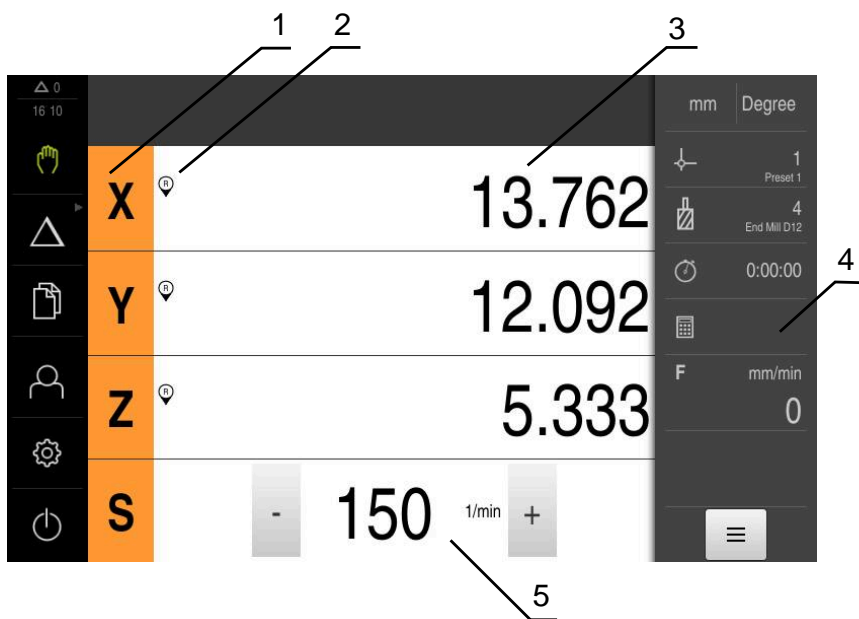 1 2 3
0
16 10
mm Degree
X R 13.762
1
Preset 1
4
End Mill D12
Y R 12.092
0:00:00
4
Z R 5.333
F mm/min
0
S - 150 1/min +
5